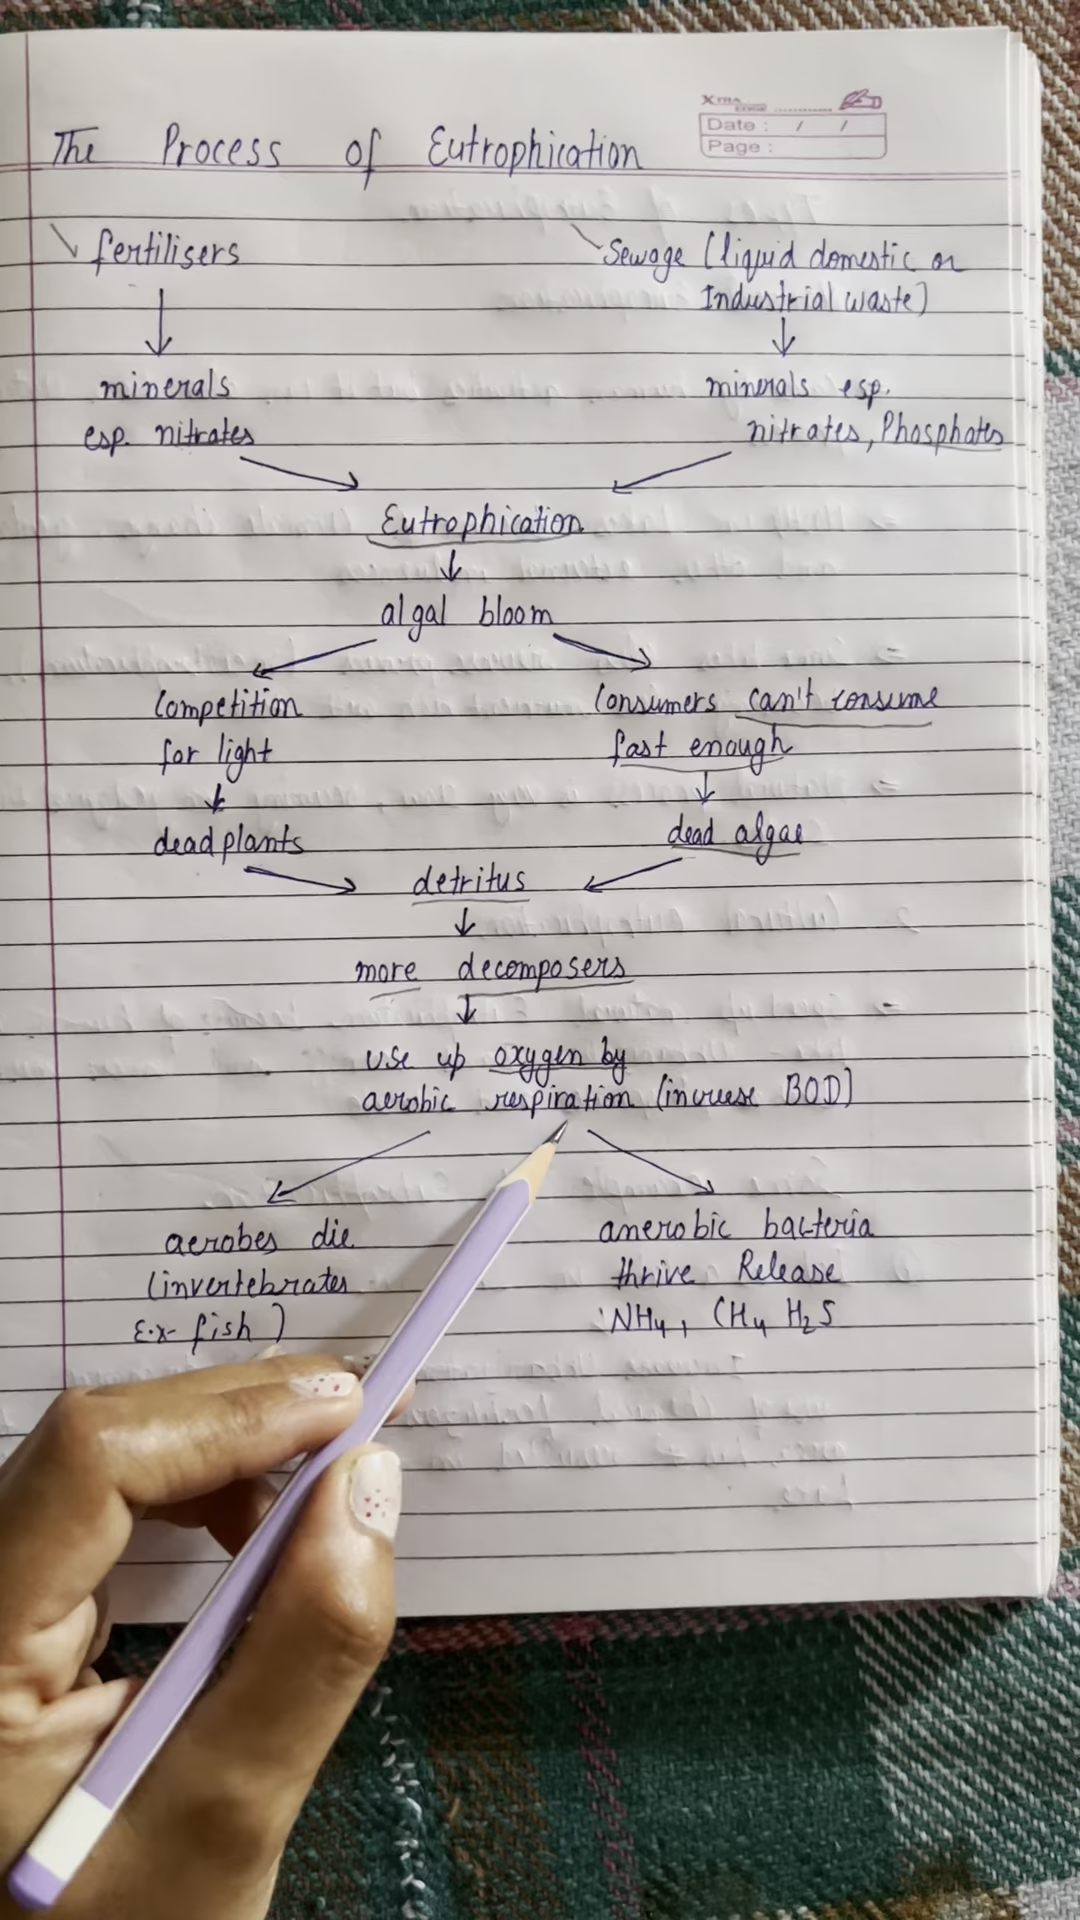 Xtra
Date : / /
Page :
The Process of Eutrophication
fertilisers
Sewage (liquid domestic or
Industrial waste)
minerals
esp. nitrates
minerals esp.
nitrates, Phosphates
Eutrophication
algal bloom
Competition
for light
Consumers can't consume
fast enough
dead plants
dead algae
detritus
more decomposers
use up oxygen by
aerobic respiration (increase BOD)
aerobes die
(invertebrates
Ex- fish)
anerobic bacteria
thrive Release
NH4, CH4 H2S